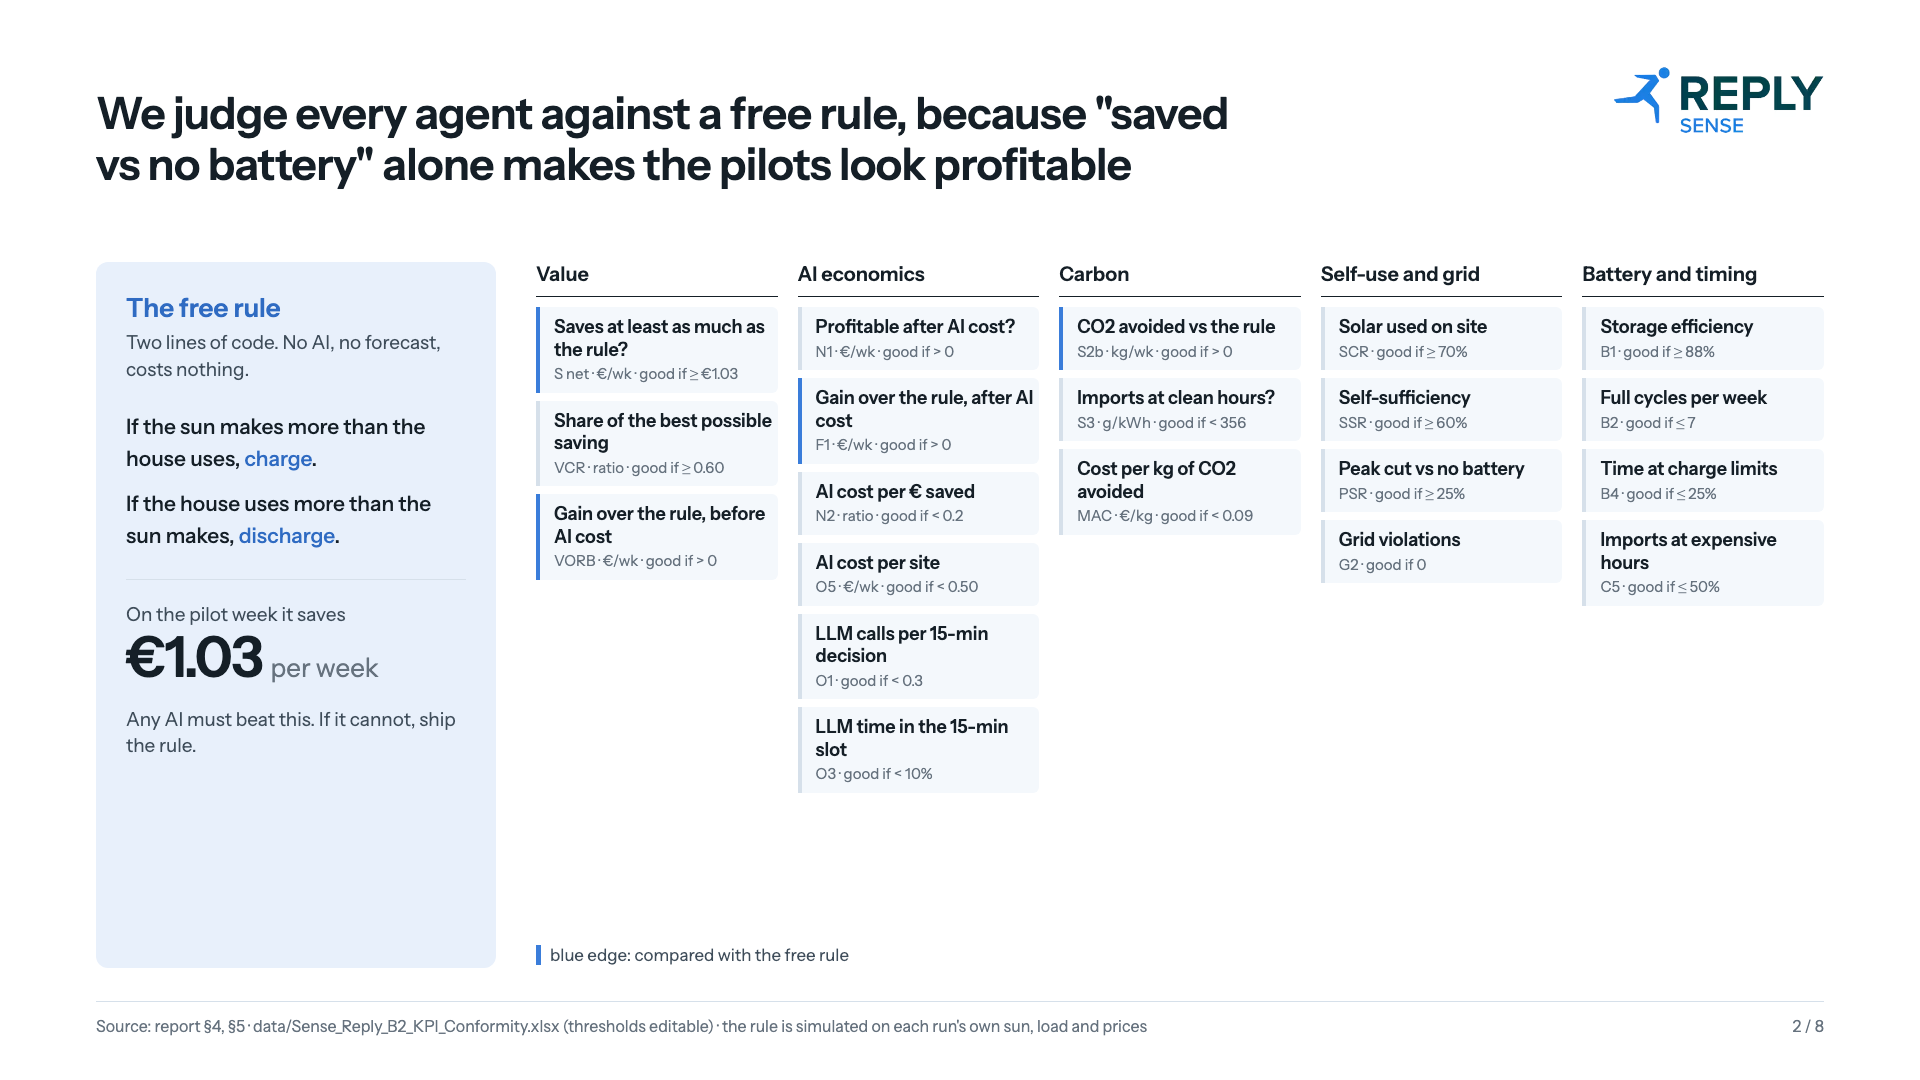 We judge every agent against a free rule, because "saved
vs no battery" alone makes the pilots look profitable
REPLY
SENSE
The free rule
Two lines of code. No AI, no forecast,
costs nothing.
If the sun makes more than the
house uses, charge.
If the house uses more than the
sun makes, discharge.
On the pilot week it saves
€1.03 per week
Any AI must beat this. If it cannot, ship
the rule.
Value
Saves at least as much as
the rule?
S net · €/wk · good if ≥ €1.03
Share of the best possible
saving
VCR · ratio · good if ≥ 0.60
Gain over the rule, before
AI cost
VORB · €/wk · good if > 0
AI economics
Profitable after AI cost?
N1 · €/wk · good if > 0
Gain over the rule, after AI
cost
F1 · €/wk · good if > 0
AI cost per € saved
N2 · ratio · good if < 0.2
AI cost per site
O5 · €/wk · good if < 0.50
LLM calls per 15-min
decision
O1 · good if < 0.3
LLM time in the 15-min
slot
O3 · good if < 10%
Carbon
CO2 avoided vs the rule
S2b · kg/wk · good if > 0
Imports at clean hours?
S3 · g/kWh · good if < 356
Cost per kg of CO2
avoided
MAC · €/kg · good if < 0.09
Self-use and grid
Solar used on site
SCR · good if ≥ 70%
Self-sufficiency
SSR · good if ≥ 60%
Peak cut vs no battery
PSR · good if ≥ 25%
Grid violations
G2 · good if 0
Battery and timing
Storage efficiency
B1 · good if ≥ 88%
Full cycles per week
B2 · good if ≤ 7
Time at charge limits
B4 · good if ≤ 25%
Imports at expensive
hours
C5 · good if ≤ 50%
blue edge: compared with the free rule
Source: report §4, §5 · data/Sense_Reply_B2_KPI_Conformity.xlsx (thresholds editable) · the rule is simulated on each run's own sun, load and prices
2 / 8